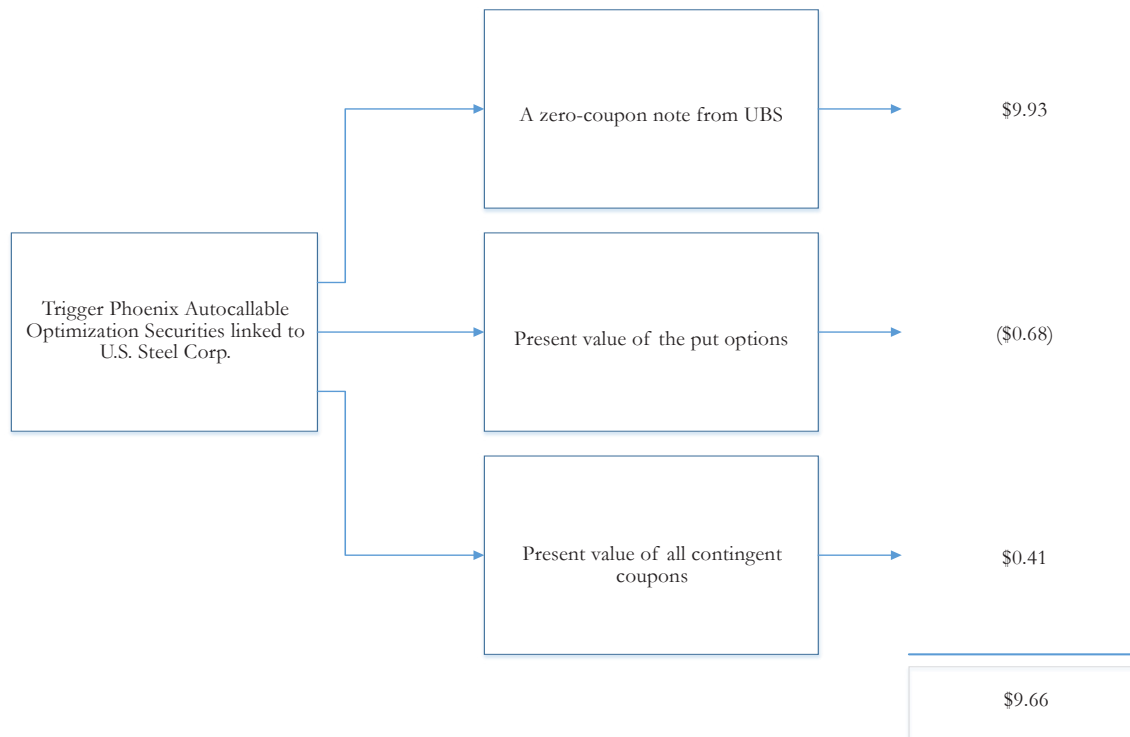 A zero-coupon note from UBS
$9.93
Trigger Phoenix Autocallable
Optimization Securities linked to
U.S. Steel Corp.
Present value of the put options
($0.68)
Present value of all contingent
coupons
$0.41
$9.66